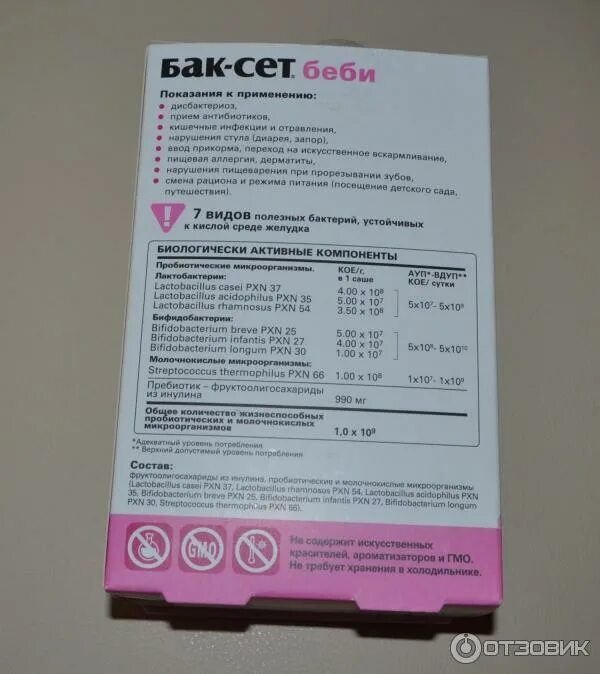 БАК-СЕТ® беби
Показания к применению:
• дисбактериоз,
• прием антибиотиков,
• кишечные инфекции и отравления,
• нарушения стула (диарея, запор),
• ввод прикорма, переход на искусственное вскармливание,
• пищевая аллергия, дерматиты,
• нарушения пищеварения при прорезывании зубов,
• смена рациона и режима питания (посещение детского сада,
путешествия).
! 7 ВИДОВ полезных бактерий, устойчивых
к кислой среде желудка
БИОЛОГИЧЕСКИ АКТИВНЫЕ КОМПОНЕНТЫ
Пробиотические микроорганизмы. КОЕ/г, АУП*-ВДУП**
Лактобактерии: в 1 саше КОЕ/ сутки
Lactobacillus casei PXN 37 4.00 x 10⁸
Lactobacillus acidophilus PXN 35 5.00 x 10⁷ 5x10⁷- 5x10⁹
Lactobacillus rhamnosus PXN 54 3.50 x 10⁸
Бифидобактерии:
Bifidobacterium breve PXN 25 5.00 x 10⁷
Bifidobacterium infantis PXN 27 4.00 x 10⁷ 5x10⁸- 5x10¹⁰
Bifidobacterium longum PXN 30 1.00 x 10⁷
Молочнокислые микроорганизмы:
Streptococcus thermophilus PXN 66 1.00 x 10⁸ 1x10⁷- 1x10⁹
Пребиотик – фруктоолигосахариды
из инулина 990 мг
Общее количество жизнеспособных
пробиотических и молочнокислых
микроорганизмов 1,0 x 10⁹
*Адекватный уровень потребления
** Верхний допустимый уровень потребления
Состав:
фруктоолигосахариды из инулина, пробиотические и молочнокислые микроорганизмы
(Lactobacillus casei PXN 37, Lactobacillus rhamnosus PXN 54, Lactobacillus acidophilus PXN
35, Bifidobacterium breve PXN 25, Bifidobacterium infantis PXN 27, Bifidobacterium longum
PXN 30, Streptococcus thermophilus PXN 66).
GMO
Не содержит искусственных
красителей, ароматизаторов и ГМО.
Не требует хранения в холодильнике.
ОТЗОВИК